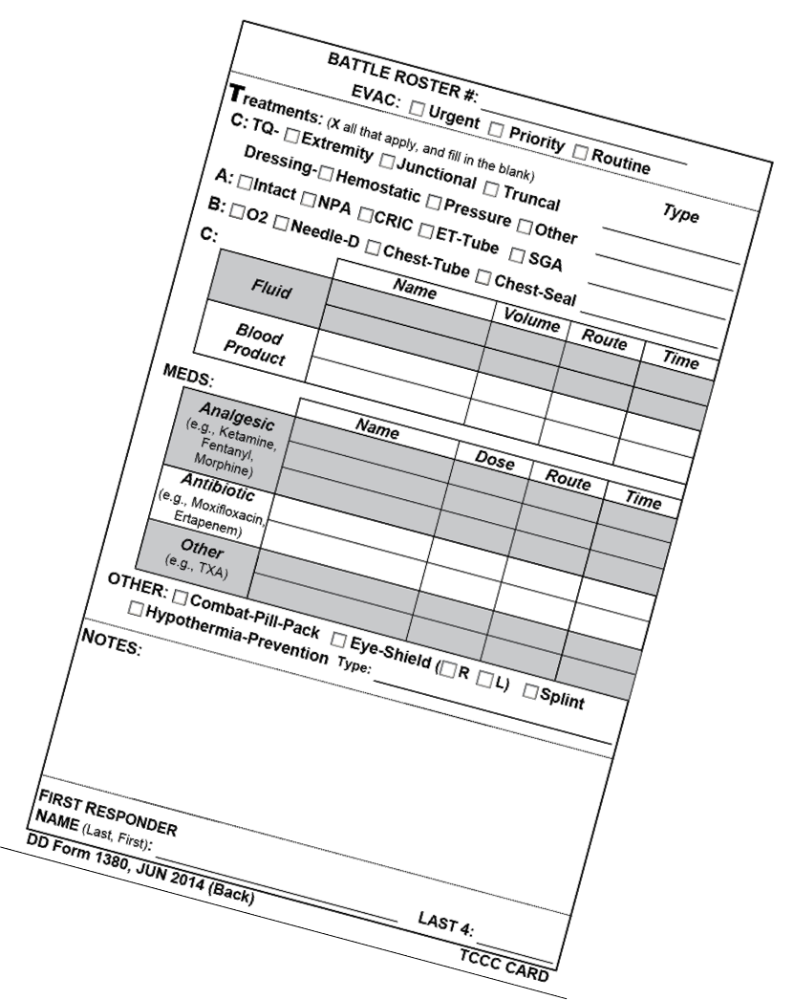 BATTLE ROSTER #:
EVAC: Urgent Priority Routine
Treatments: (X all that apply, and fill in the blank) Type
C: TQ- Extremity Junctional Truncal
Dressing- Hemostatic Pressure Other
A: Intact NPA CRIC ET-Tube SGA
B: O2 Needle-D Chest-Tube Chest-Seal
C:
Name Volume Route Time
Fluid
Blood
Product
MEDS:
Name Dose Route Time
Analgesic
(e.g., Ketamine,
Fentanyl,
Morphine)
Antibiotic
(e.g., Moxifloxacin,
Ertapenem)
Other
(e.g., TXA)
OTHER: Combat-Pill-Pack Eye-Shield (R L) Splint
Hypothermia-Prevention Type:
NOTES:
FIRST RESPONDER
NAME (Last, First): LAST 4:
DD Form 1380, JUN 2014 (Back) TCCC CARD